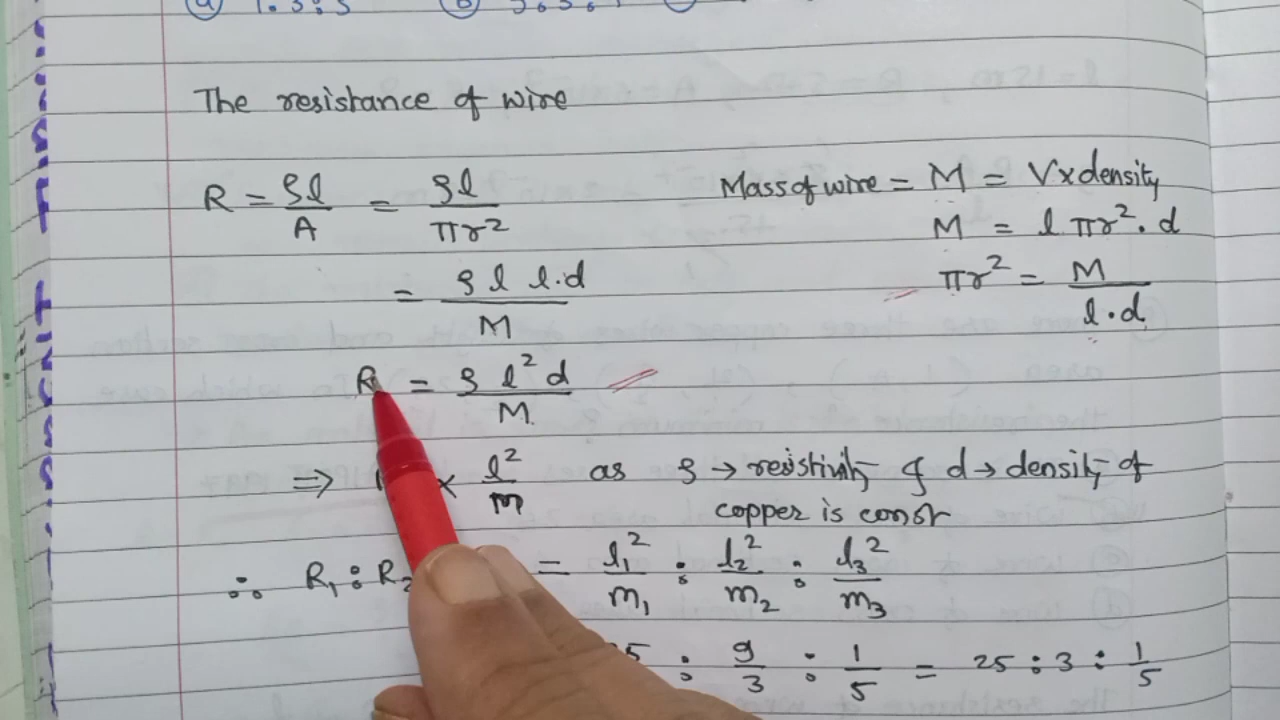 The resistance of wire
R = ρl/A = ρl/πr²
Mass of wire = M = V x density
M = l πr² . d
= ρ l l.d / M
πr² = M / l . d
R = ρ l² d / M
⇒ l²/m as ρ → resistivity & d → density of
copper is const
∴ R₁ : R₂ = l₁²/m₁ : l₂²/m₂ : l₃²/m₃
: 9/3 : 1/5 = 25 : 3 : 1/5